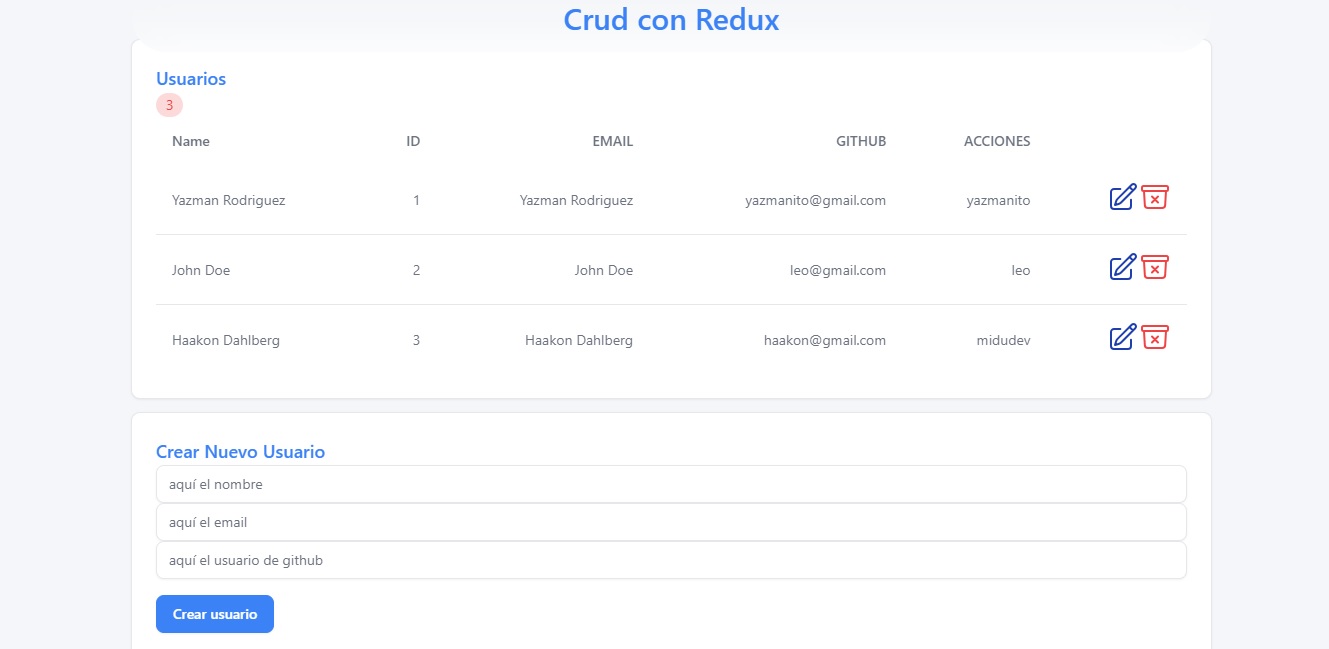 Crud con Redux
Usuarios
3
Name ID EMAIL GITHUB ACCIONES
Yazman Rodriguez 1 Yazman Rodriguez yazmanito@gmail.com yazmanito
John Doe 2 John Doe leo@gmail.com leo
Haakon Dahlberg 3 Haakon Dahlberg haakon@gmail.com midudev
Crear Nuevo Usuario
aquí el nombre
aquí el email
aquí el usuario de github
Crear usuario